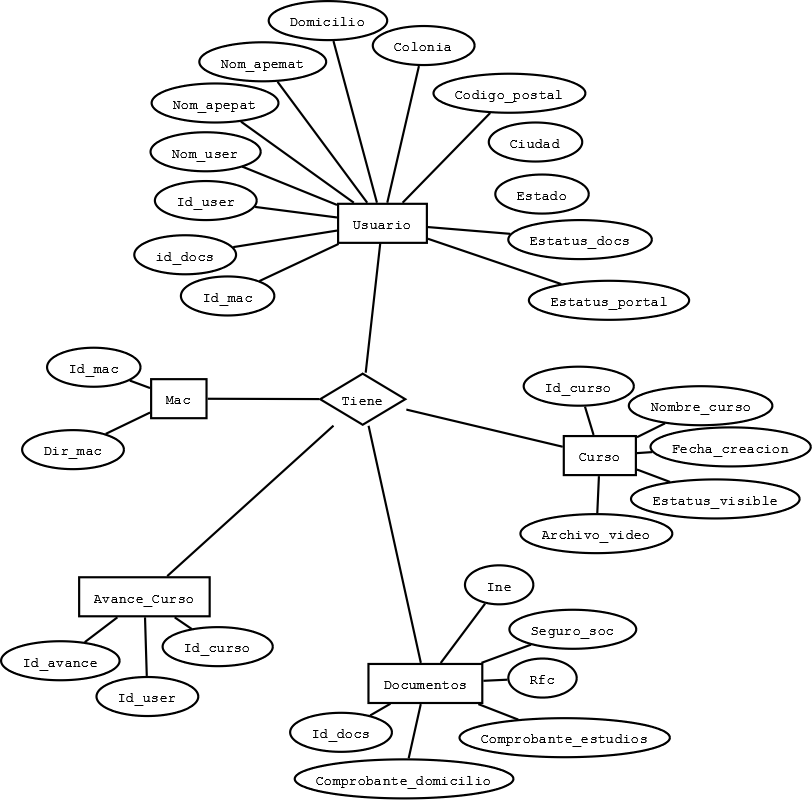 Domicilio
Colonia
Nom_apemat
Codigo_postal
Nom_apepat
Ciudad
Nom_user
Estado
Id_user
Usuario
Estatus_docs
id_docs
Id_mac
Estatus_portal
Id_mac
Id_curso
Mac
Tiene
Nombre_curso
Dir_mac
Fecha_creacion
Curso
Estatus_visible
Archivo_video
Ine
Avance_Curso
Seguro_soc
Id_curso
Id_avance
Rfc
Documentos
Id_user
Id_docs
Comprobante_estudios
Comprobante_domicilio